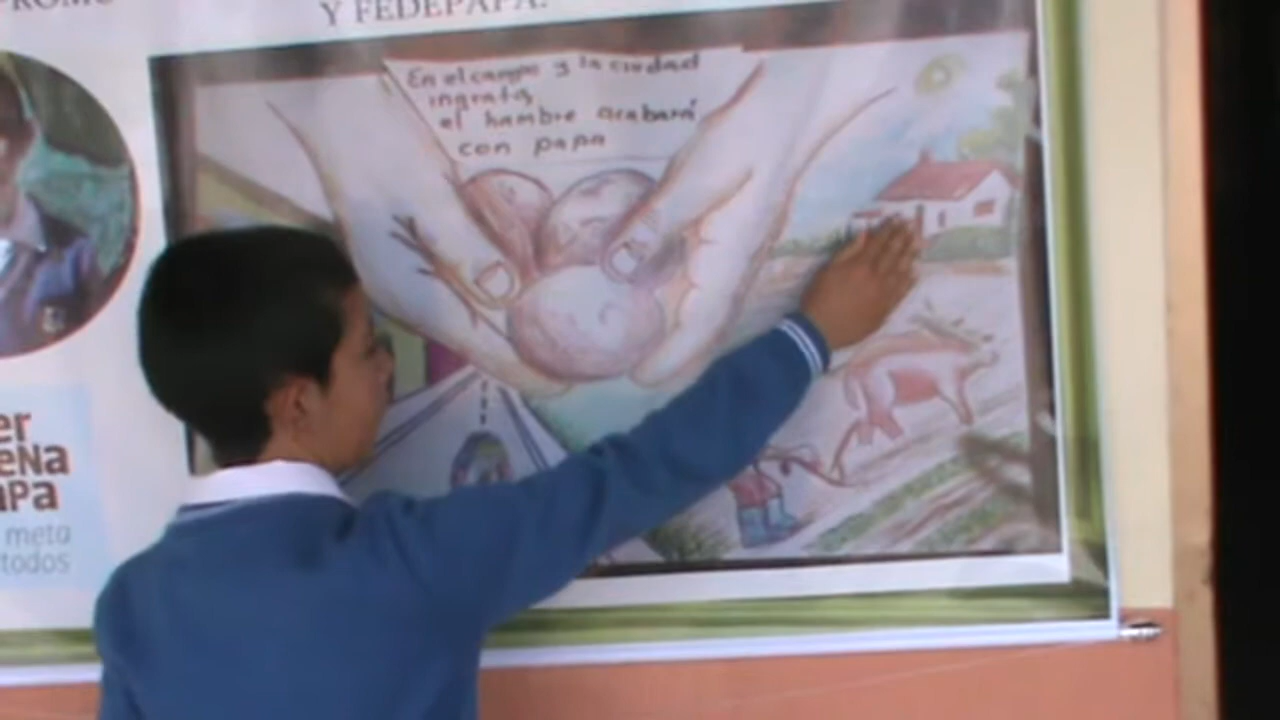 Y FEDEPAPA.
En el campo y la ciudad
ingrata,
el hambre acabará
con papa
er
eNa
aPa
meta
todos